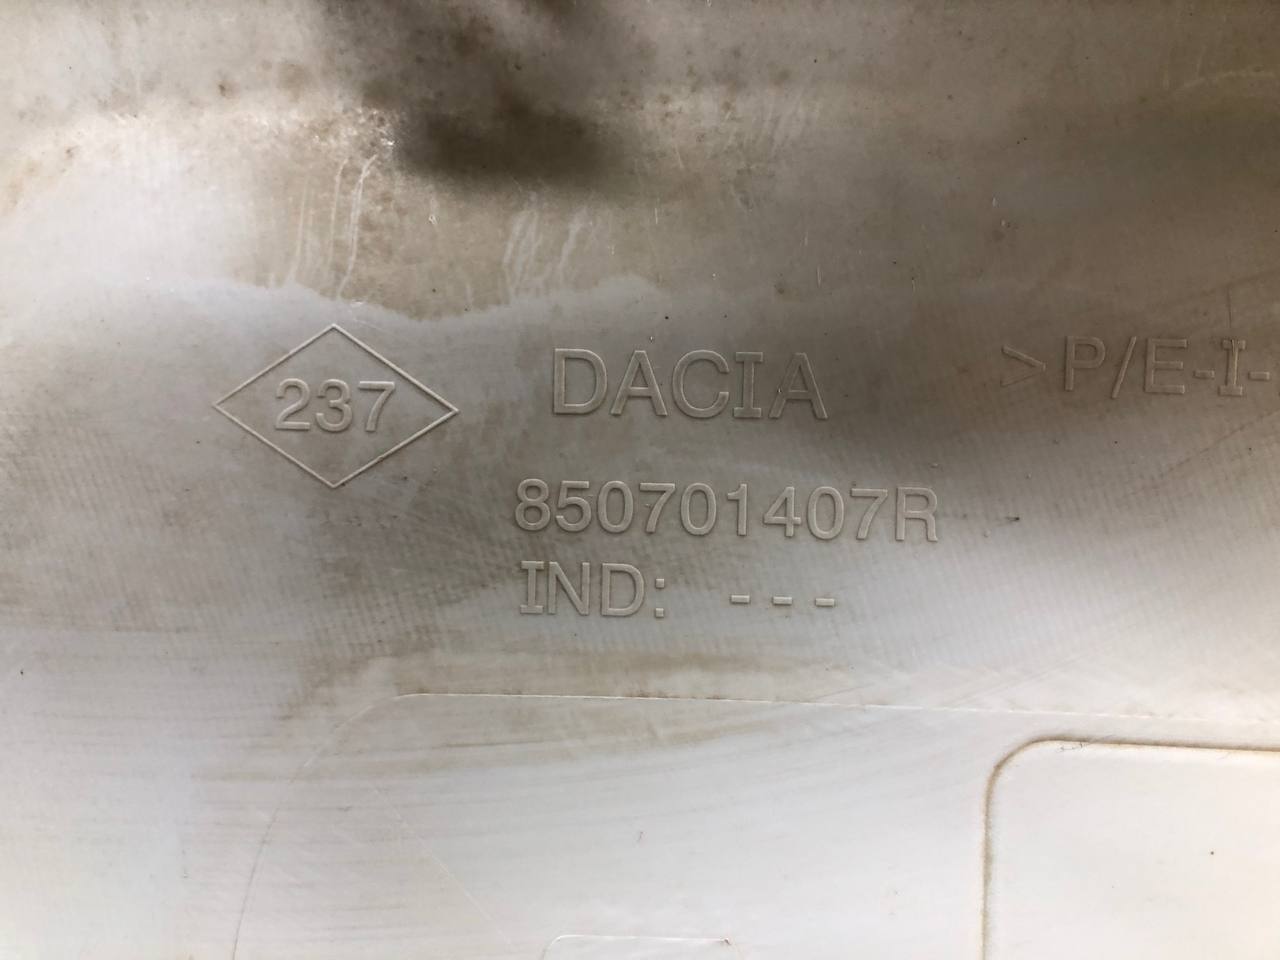 237 DACIA >P/E-I-
850701407R
IND: ---